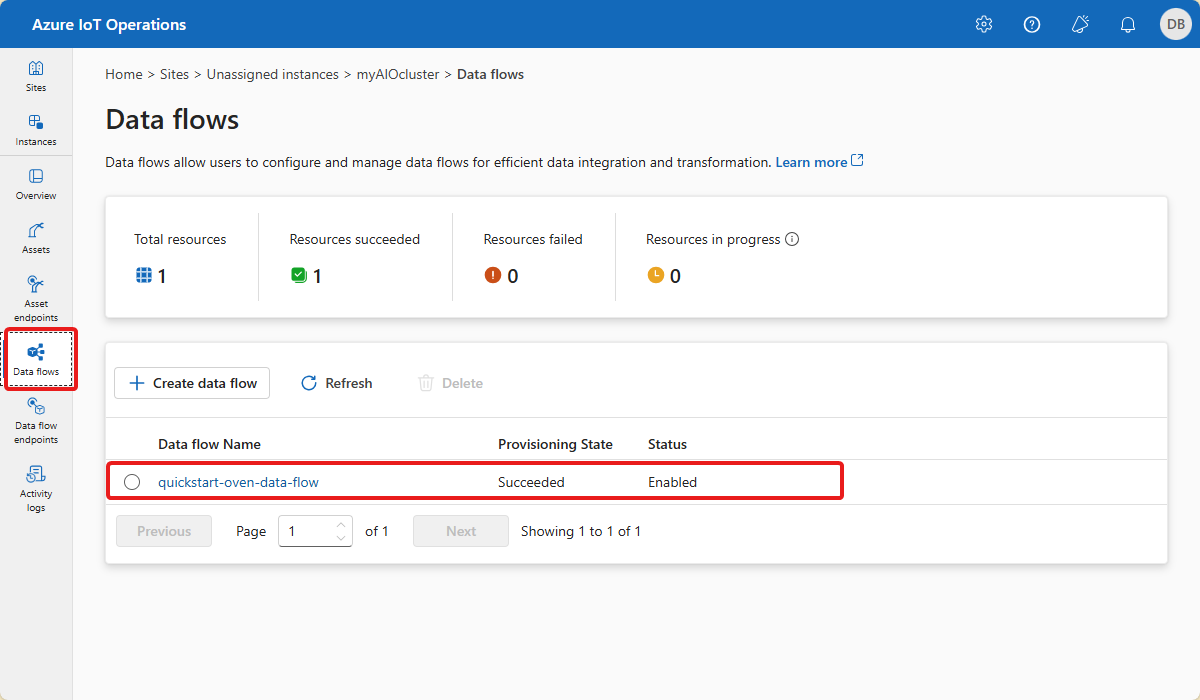 Azure IoT Operations
DB
Sites
Instances
Overview
Assets
Asset
endpoints
Data flows
Data flow
endpoints
Activity
logs
Home > Sites > Unassigned instances > myAIOcluster > Data flows
Data flows
Data flows allow users to configure and manage data flows for efficient data integration and transformation. Learn more
Total resources
1
Resources succeeded
1
Resources failed
0
Resources in progress
0
Create data flow
Refresh
Delete
Data flow Name Provisioning State Status
quickstart-oven-data-flow Succeeded Enabled
Previous Page 1 of 1 Next Showing 1 to 1 of 1